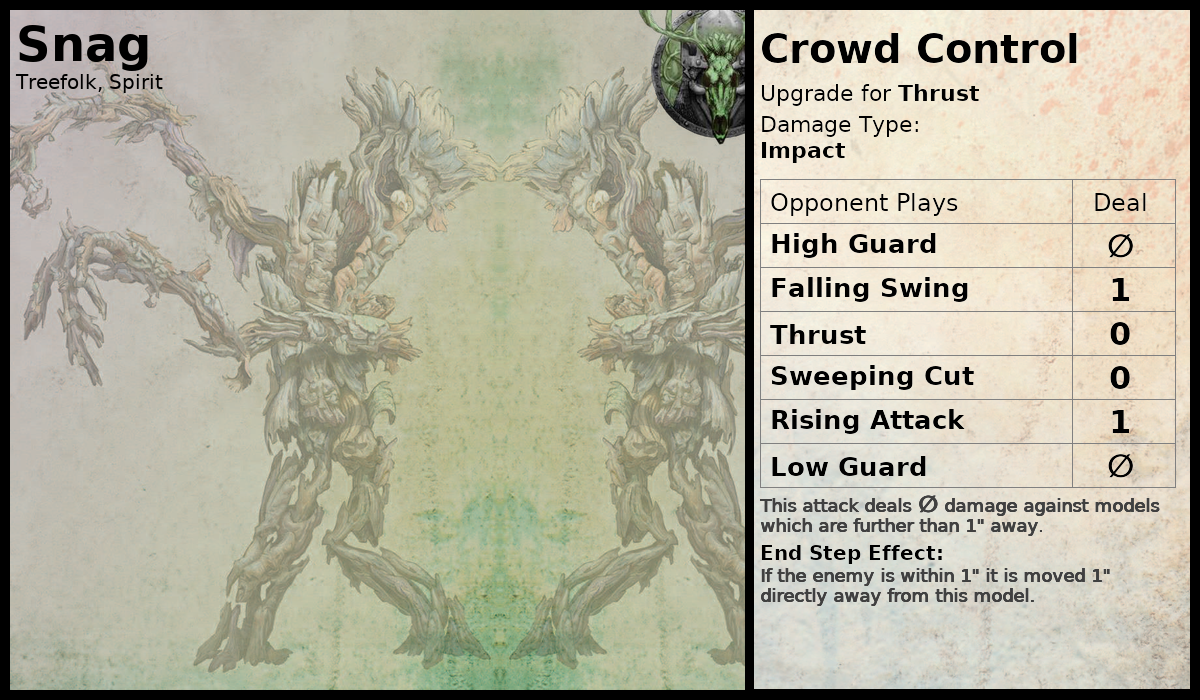 Snag
Treefolk, Spirit
Crowd Control
Upgrade for Thrust
Damage Type:
Impact
Opponent Plays Deal
High Guard ∅
Falling Swing 1
Thrust 0
Sweeping Cut 0
Rising Attack 1
Low Guard ∅
This attack deals ∅ damage against models
which are further than 1" away.
End Step Effect:
If the enemy is within 1" it is moved 1"
directly away from this model.